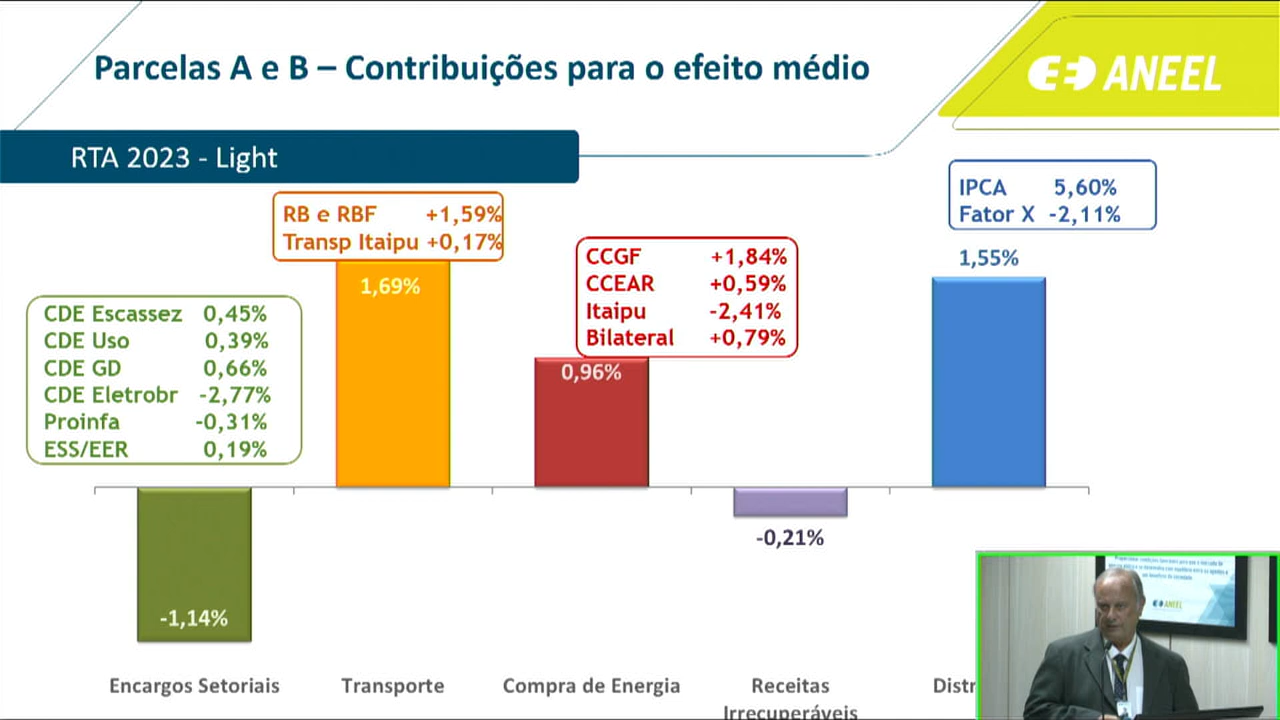 Parcelas A e B – Contribuições para o efeito médio
ANEEL
RTA 2023 - Light
IPCA 5,60%
Fator X -2,11%
RB e RBF +1,59%
Transp Itaipu +0,17%
CCGF +1,84%
CCEAR +0,59%
Itaipu -2,41%
Bilateral +0,79%
1,55%
1,69%
CDE Escassez 0,45%
CDE Uso 0,39%
CDE GD 0,66%
CDE Eletrobr -2,77%
Proinfa -0,31%
ESS/EER 0,19%
0,96%
-0,21%
-1,14%
ANEEL
Encargos Setoriais
Transporte
Compra de Energia
Receitas
Irrecuperáveis
Distr